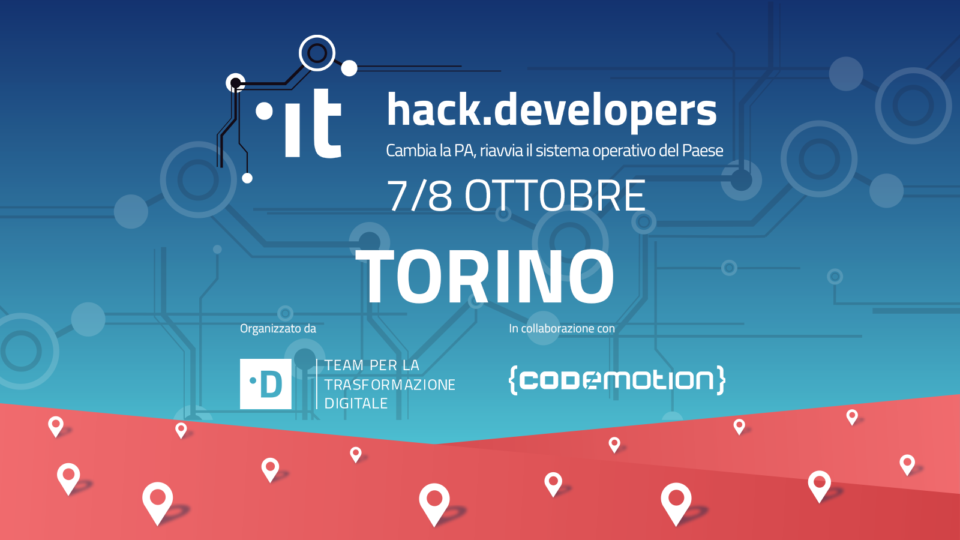 ·it
hack.developers
Cambia la PA, riavvia il sistema operativo del Paese
7/8 OTTOBRE
TORINO
Organizzato da
·D
TEAM PER LA
TRASFORMAZIONE
DIGITALE
In collaborazione con
{CODEMOTION}